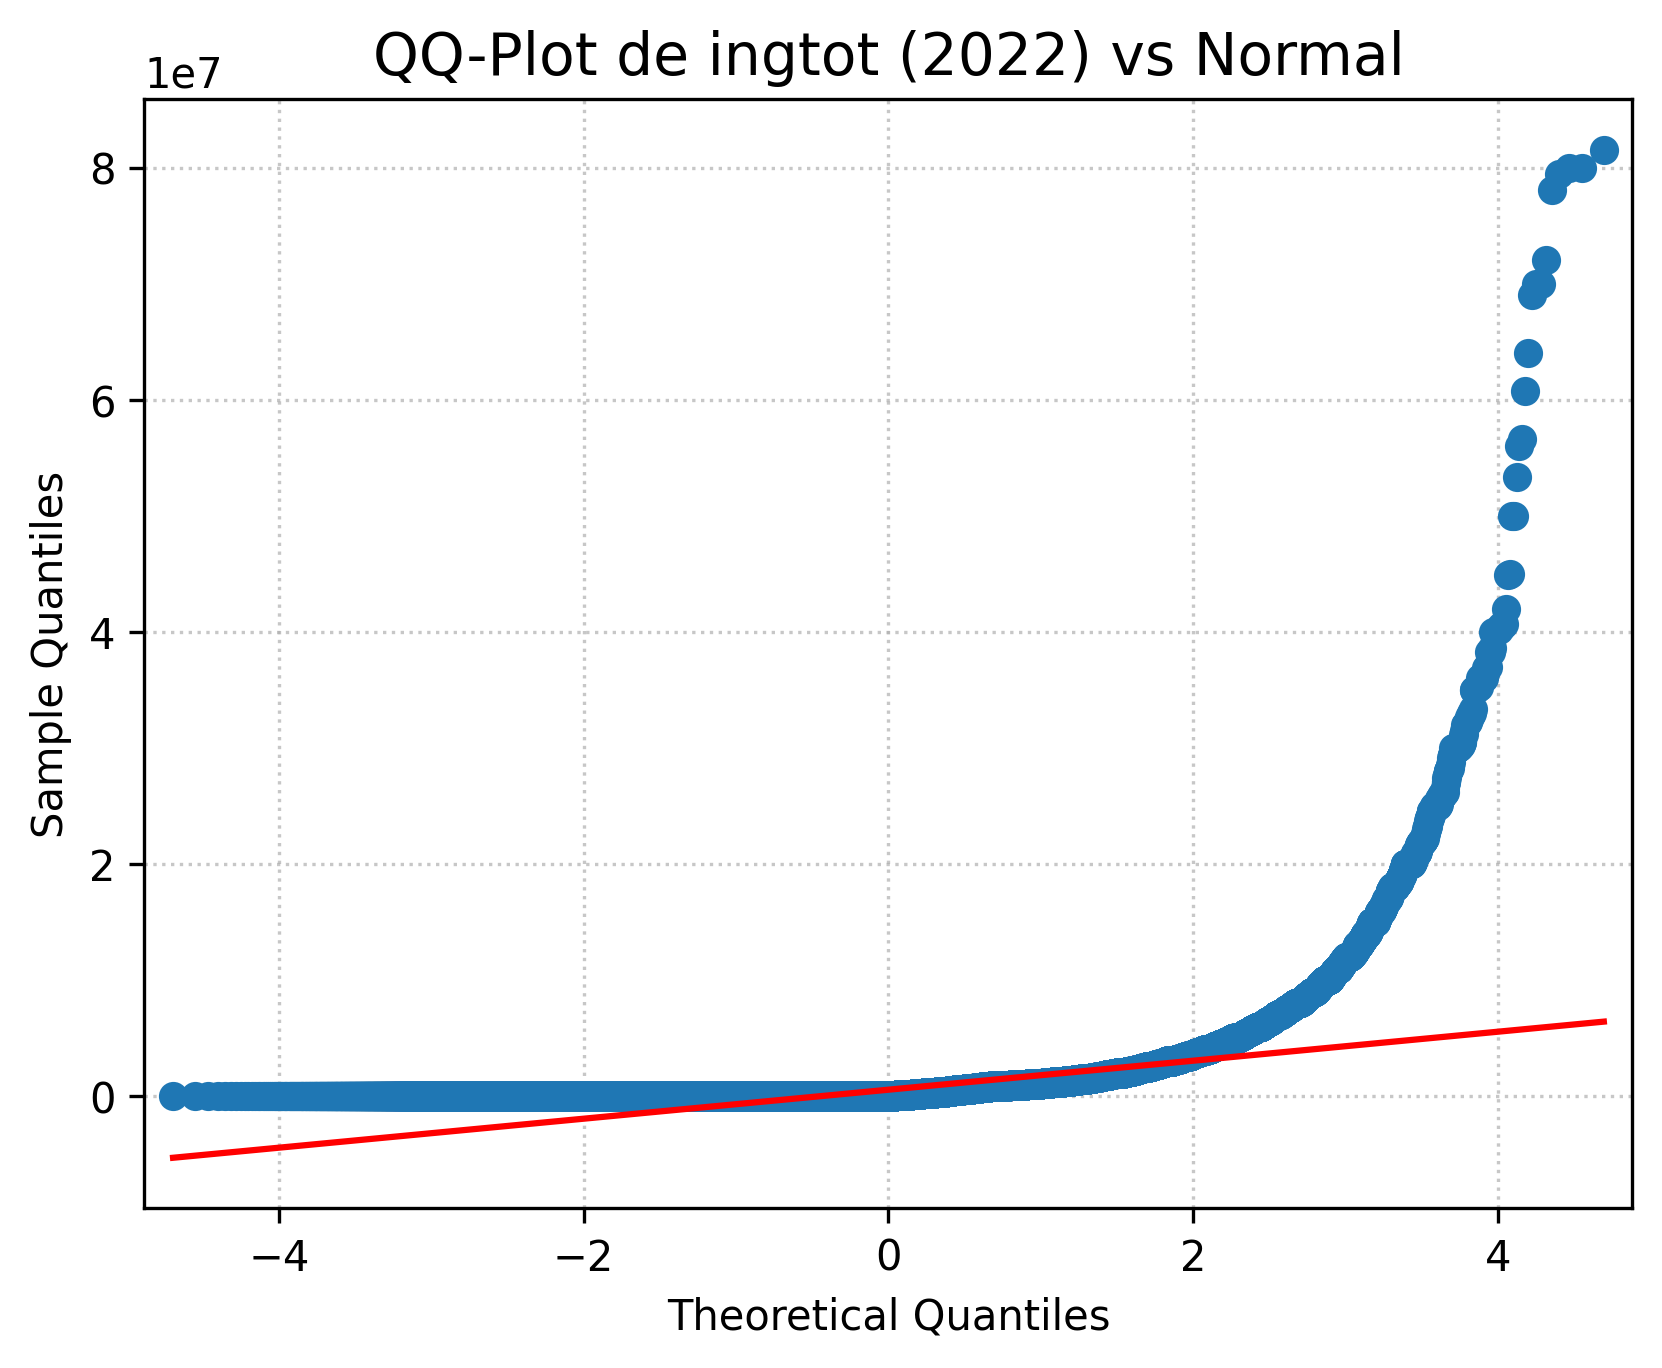 QQ-Plot de ingtot (2022) vs Normal
1e7
8
6
4
2
0
Sample Quantiles
−4 −2 0 2 4
Theoretical Quantiles